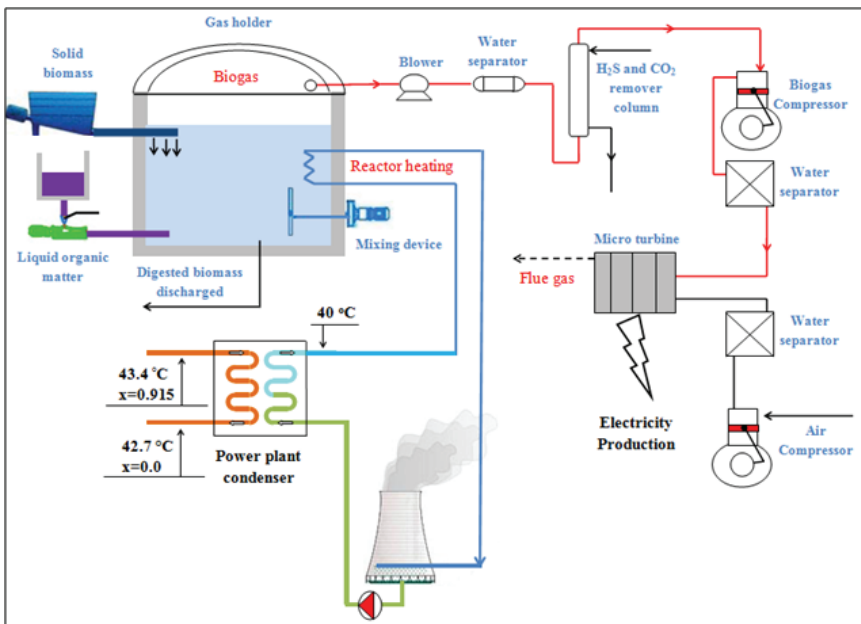 Gas holder
Solid
biomass
Biogas
Blower
Water
separator
H₂S and CO₂
remover
column
Biogas
Compressor
Water
separator
Reactor heating
Mixing device
Liquid organic
matter
Digested biomass
discharged
Micro turbine
Flue gas
Water
separator
40 °C
43.4 °C
x=0.915
42.7 °C
x=0.0
Power plant
condenser
Electricity
Production
Air
Compressor